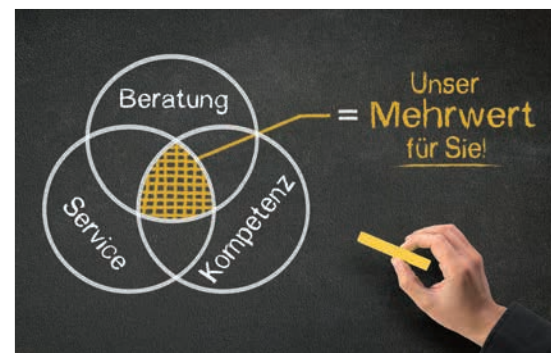 Beratung
Service
Kompetenz
=
Unser
Mehrwert
für Sie!